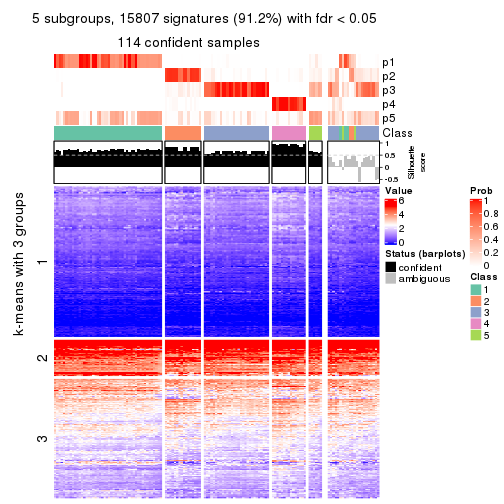 5 subgroups, 15807 signatures (91.2%) with fdr < 0.05
114 confident samples
p1
p2
p3
p4
p5
Class
1
0.5
0
-0.5
Silhouette
score
k-means with 3 groups
1
2
3
Value
6
4
2
0
Status (barplots)
confident
ambiguous
Prob
1
0.8
0.6
0.4
0.2
0
Class
1
2
3
4
5